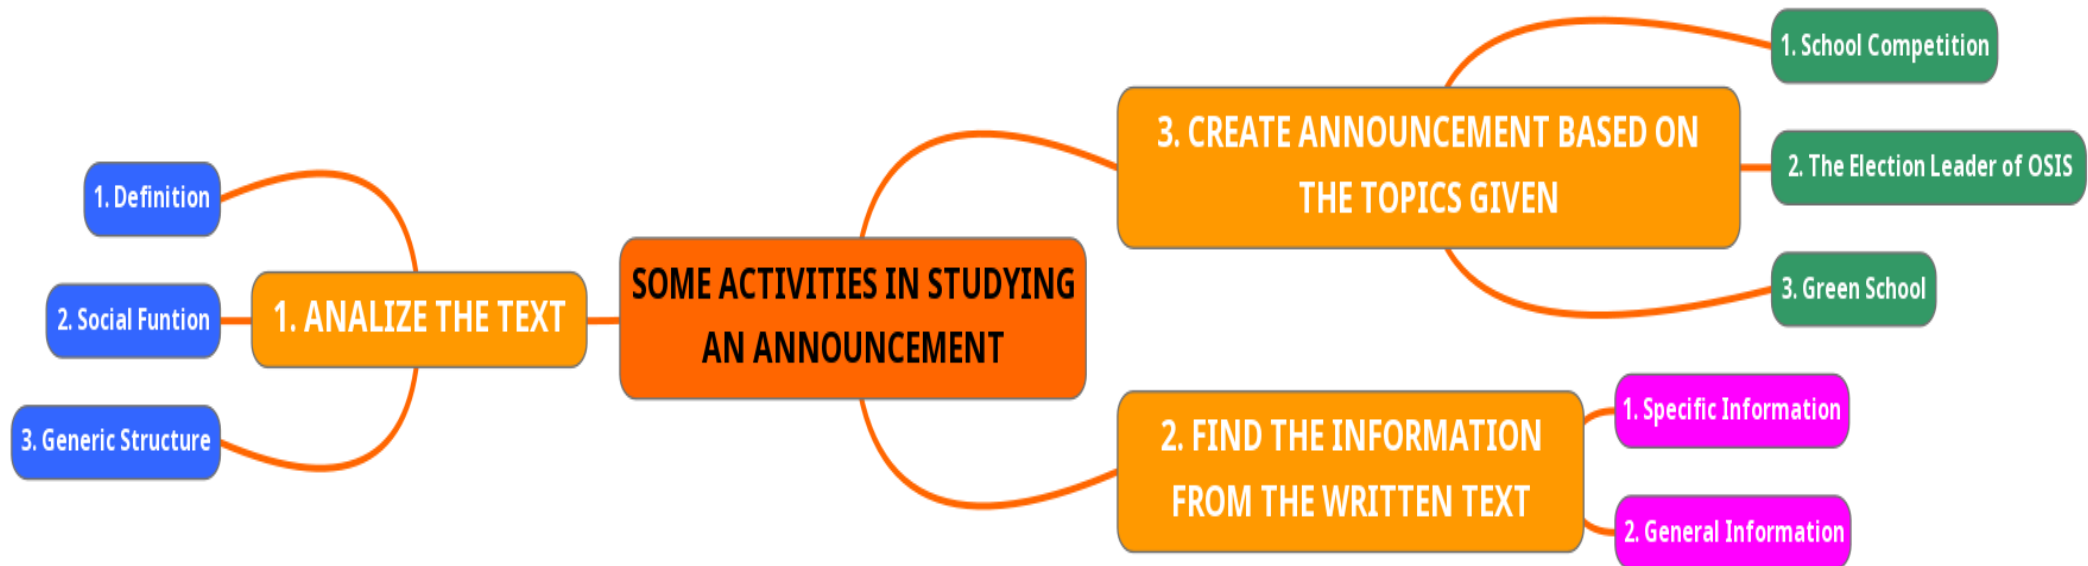 SOME ACTIVITIES IN STUDYING
AN ANNOUNCEMENT
1. ANALIZE THE TEXT
1. Definition
2. Social Funtion
3. Generic Structure
2. FIND THE INFORMATION
FROM THE WRITTEN TEXT
1. Specific Information
2. General Information
3. CREATE ANNOUNCEMENT BASED ON
THE TOPICS GIVEN
1. School Competition
2. The Election Leader of OSIS
3. Green School